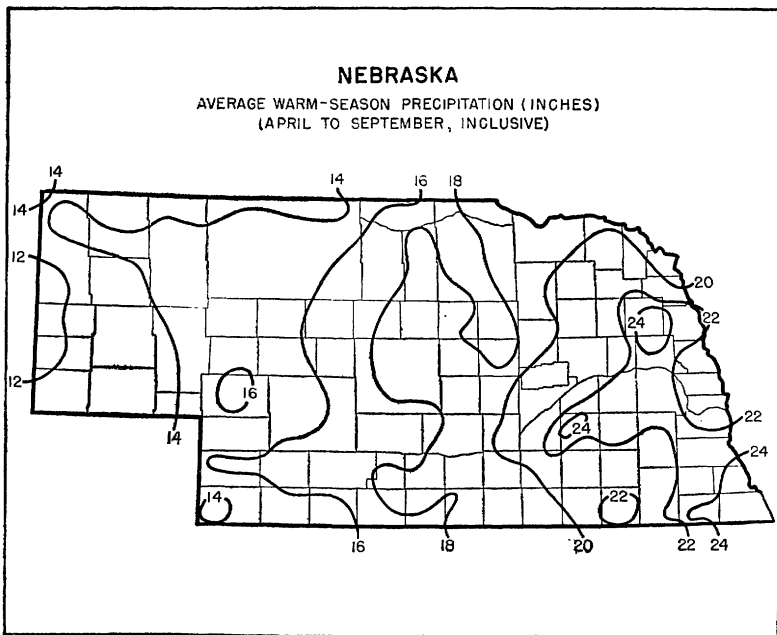 NEBRASKA
AVERAGE WARM-SEASON PRECIPITATION (INCHES)
(APRIL TO SEPTEMBER, INCLUSIVE)
14 14 16 18
14
12
20
22
24
12
16
22
24
14
24
14
22
16 18 20 22 24